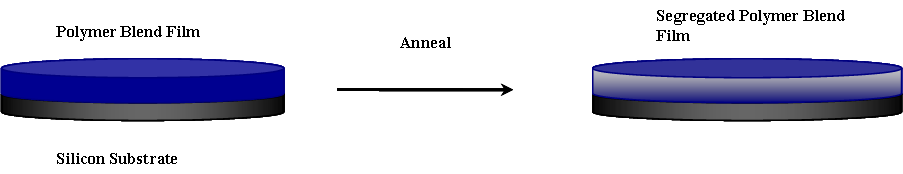 Polymer Blend Film
Silicon Substrate
Anneal
Segregated Polymer Blend
Film